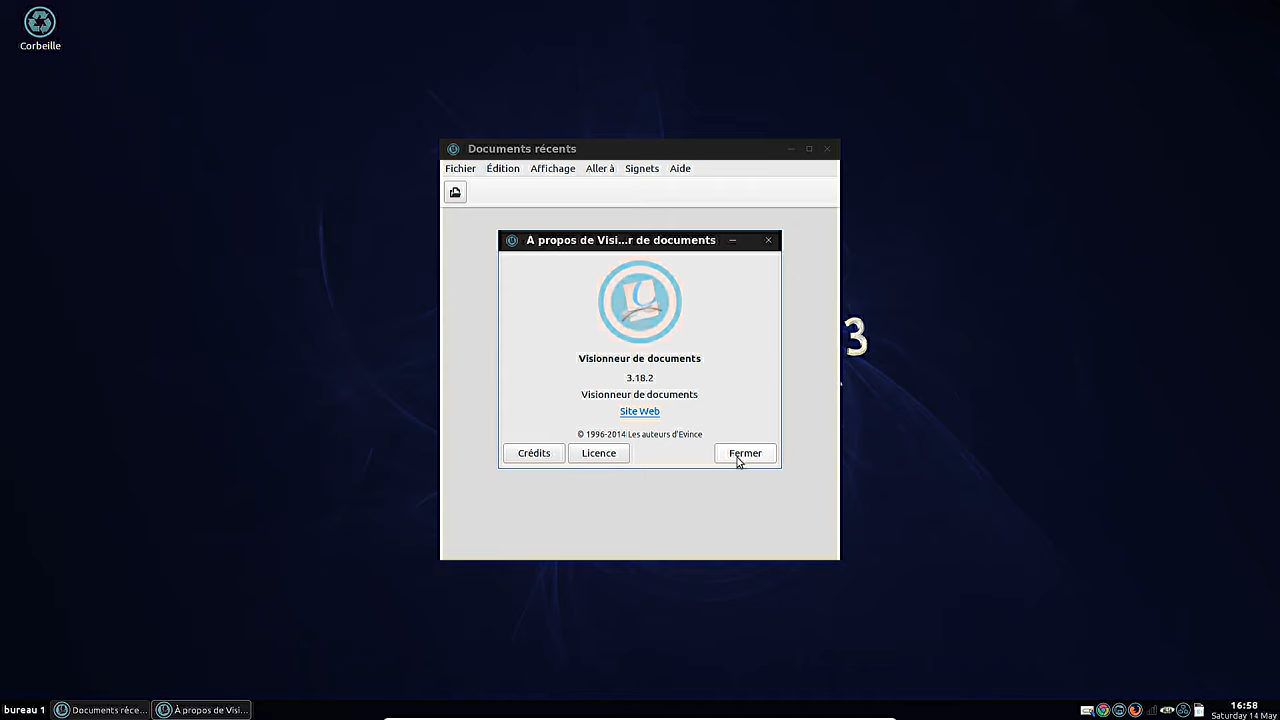 Corbeille
Documents récents
Fichier Édition Affichage Aller à Signets Aide
À propos de Visi...r de documents
3
Visionneur de documents
3.18.2
Visionneur de documents
Site Web
© 1996-2014 Les auteurs d'Evince
Crédits Licence Fermer
bureau 1 Documents réce... À propos de Visi... 16:58
Saturday 14 May